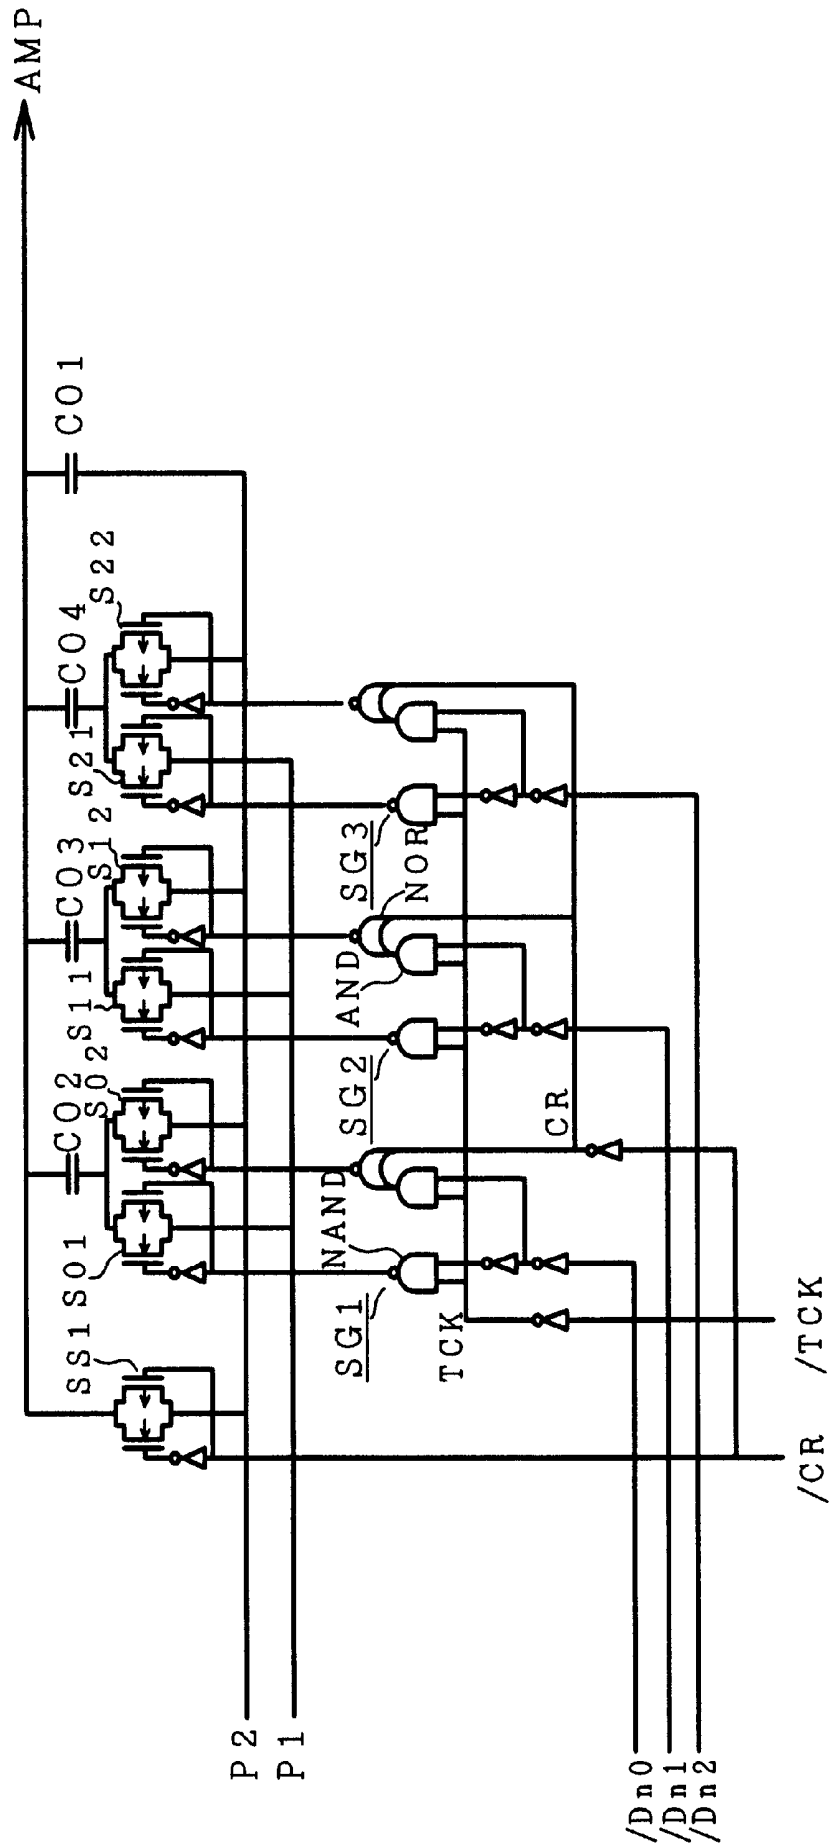 AMP
CO1
S22
CO4
S21
S12
CO3
S11
S02
CO2
S01
SS1
P2
P1
SG3
NOR
AND
SG2
CR
NAND
SG1
TCK
/TCK
/CR
/Dn0
/Dn1
/Dn2